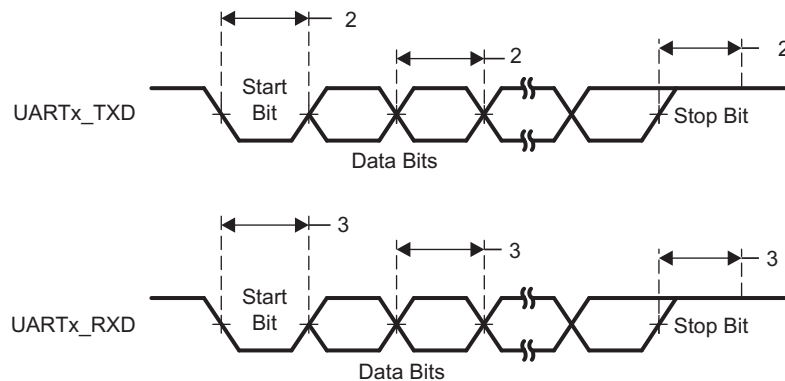 2
2
2
Start
Bit
UARTx_TXD
Stop Bit
Data Bits
3
3
3
Start
Bit
UARTx_RXD
Stop Bit
Data Bits